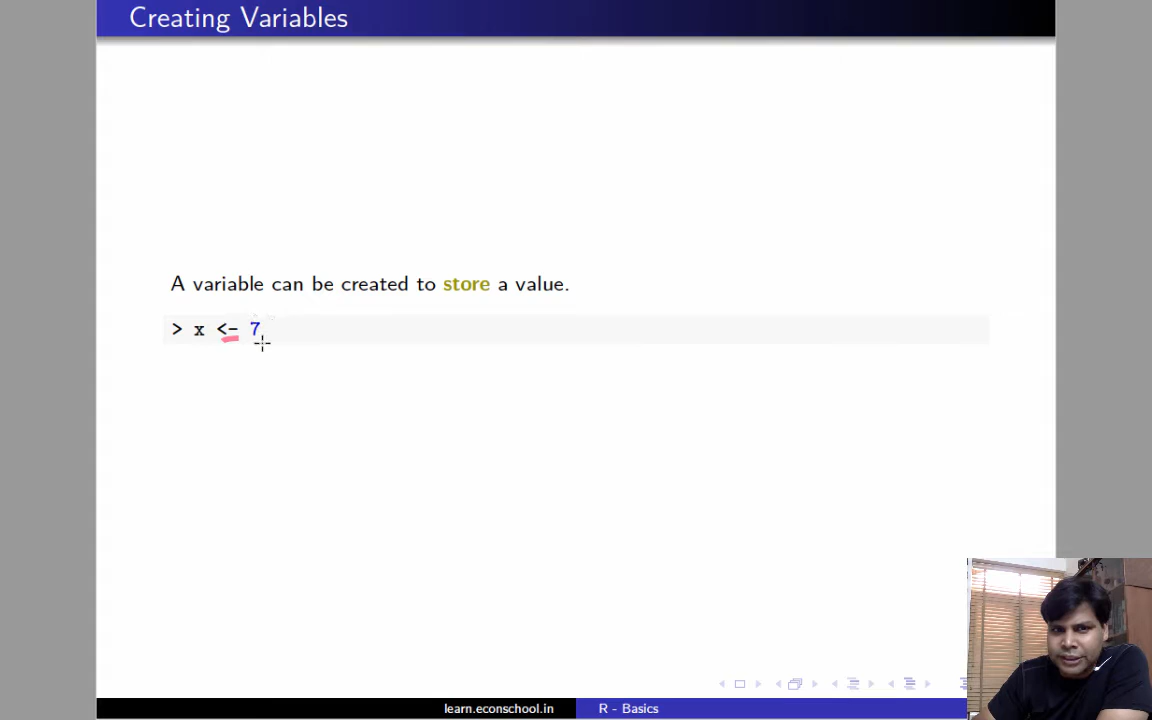 Creating Variables
A variable can be created to store a value.
> x <- 7
learn.econschool.in
R - Basics